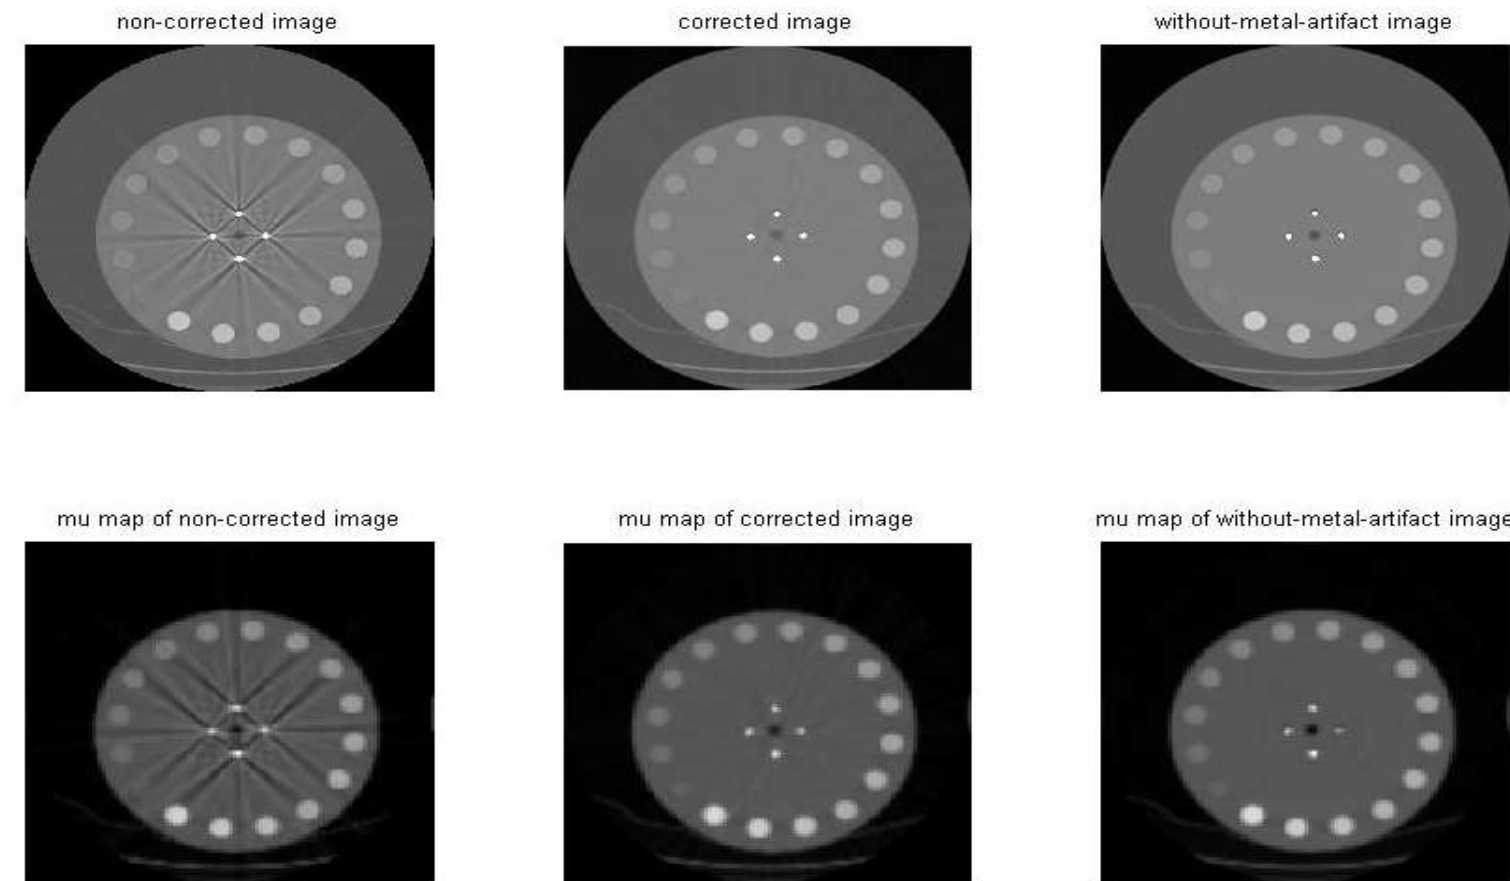 non-corrected image
corrected image
without-metal-artifact image
mu map of non-corrected image
mu map of corrected image
mu map of without-metal-artifact image